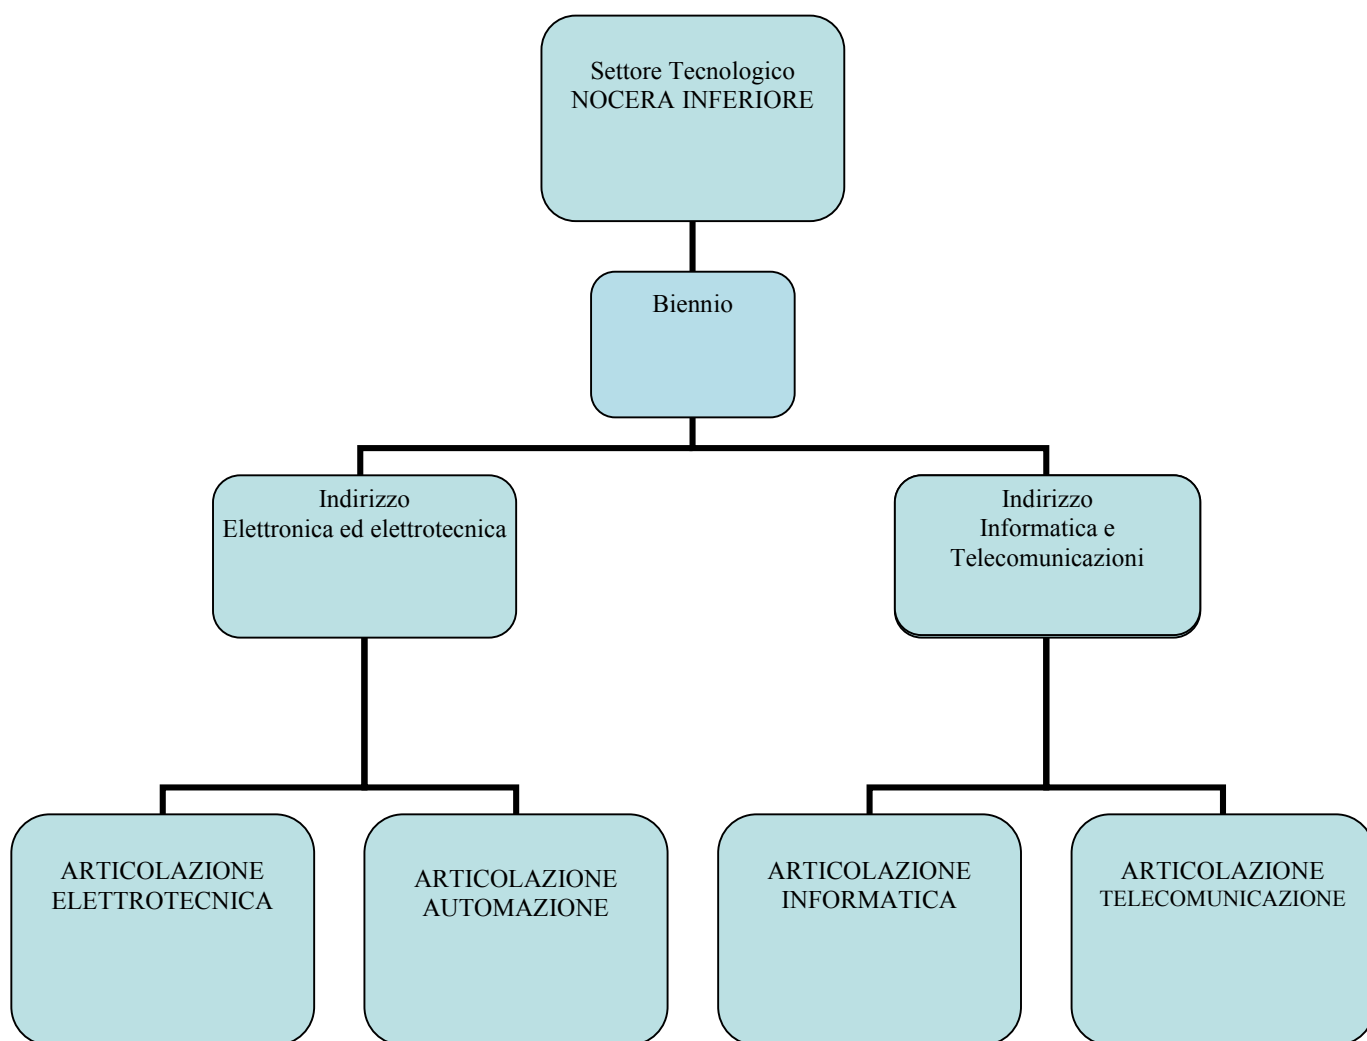 Settore Tecnologico
NOCERA INFERIORE
Biennio
Indirizzo
Elettronica ed elettrotecnica
Indirizzo
Informatica e
Telecomunicazioni
ARTICOLAZIONE
ELETTROTECNICA
ARTICOLAZIONE
AUTOMAZIONE
ARTICOLAZIONE
INFORMATICA
ARTICOLAZIONE
TELECOMUNICAZIONE